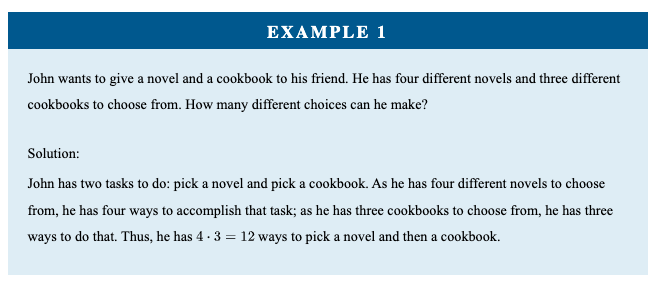 EXAMPLE 1
John wants to give a novel and a cookbook to his friend. He has four different novels and three different
cookbooks to choose from. How many different choices can he make?
Solution:
John has two tasks to do: pick a novel and pick a cookbook. As he has four different novels to choose
from, he has four ways to accomplish that task; as he has three cookbooks to choose from, he has three
ways to do that. Thus, he has 4 · 3 = 12 ways to pick a novel and then a cookbook.